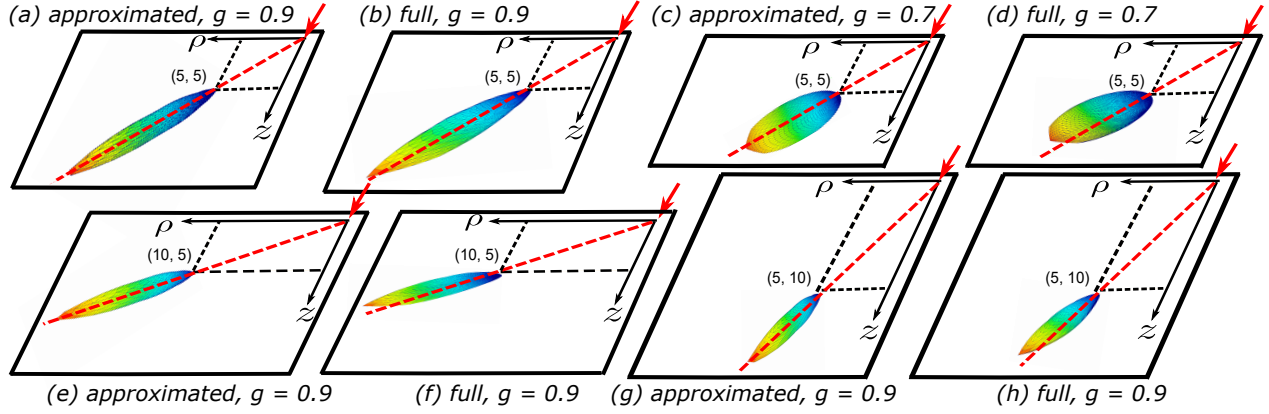 (a) approximated, g = 0.9
(b) full, g = 0.9
(c) approximated, g = 0.7
(d) full, g = 0.7
ρ
(5, 5)
z
ρ
(5, 5)
z
ρ
(5, 5)
z
ρ
(5, 5)
z
ρ
(10, 5)
z
ρ
(10, 5)
z
ρ
(5, 10)
z
ρ
(5, 10)
z
(e) approximated, g = 0.9
(f) full, g = 0.9
(g) approximated, g = 0.9
(h) full, g = 0.9